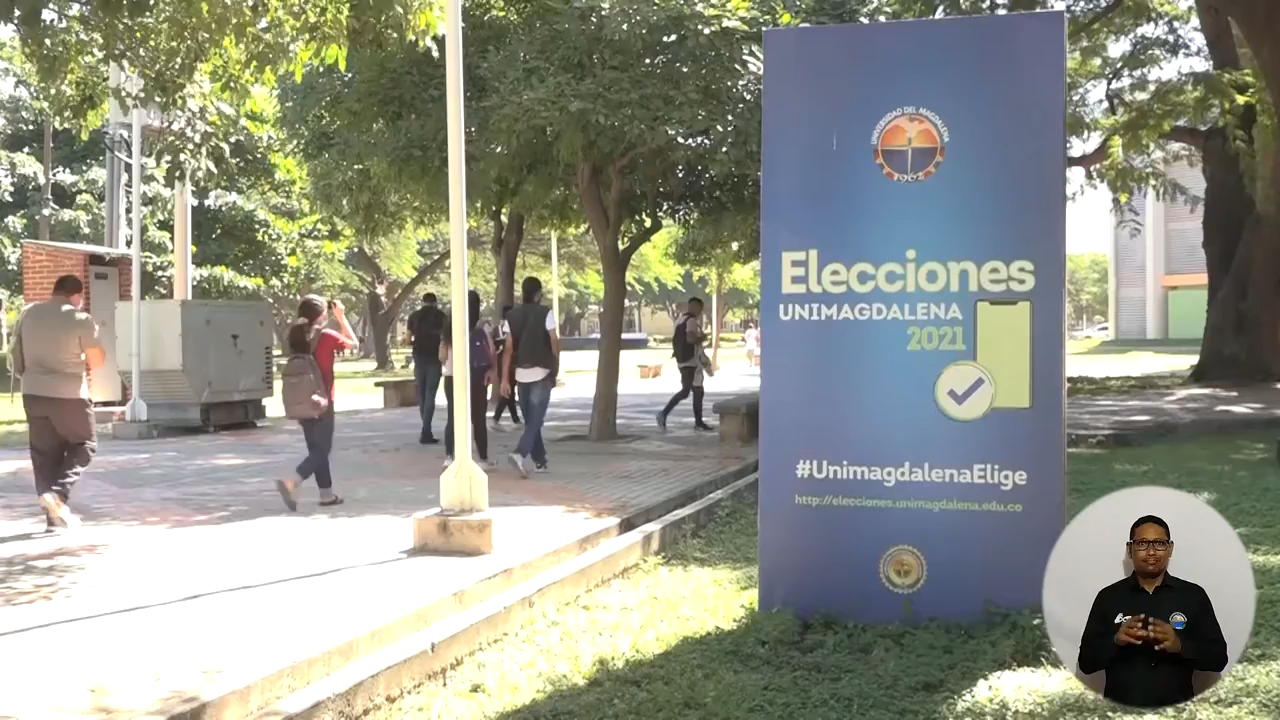 UNIVERSIDAD DEL MAGDALENA
1962
Elecciones
UNIMAGDALENA
2021
#UnimagdalenaElige
http://elecciones.unimagdalena.edu.co